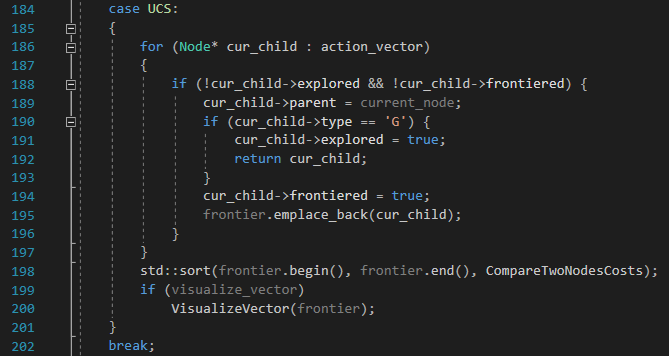 184 case UCS:
185 {
186 for (Node* cur_child : action_vector)
187 {
188 if (!cur_child->explored && !cur_child->frontiered) {
189 cur_child->parent = current_node;
190 if (cur_child->type == 'G') {
191 cur_child->explored = true;
192 return cur_child;
193 }
194 cur_child->frontiered = true;
195 frontier.emplace_back(cur_child);
196 }
197 }
198 std::sort(frontier.begin(), frontier.end(), CompareTwoNodesCosts);
199 if (visualize_vector)
200 VisualizeVector(frontier);
201 }
202 break;